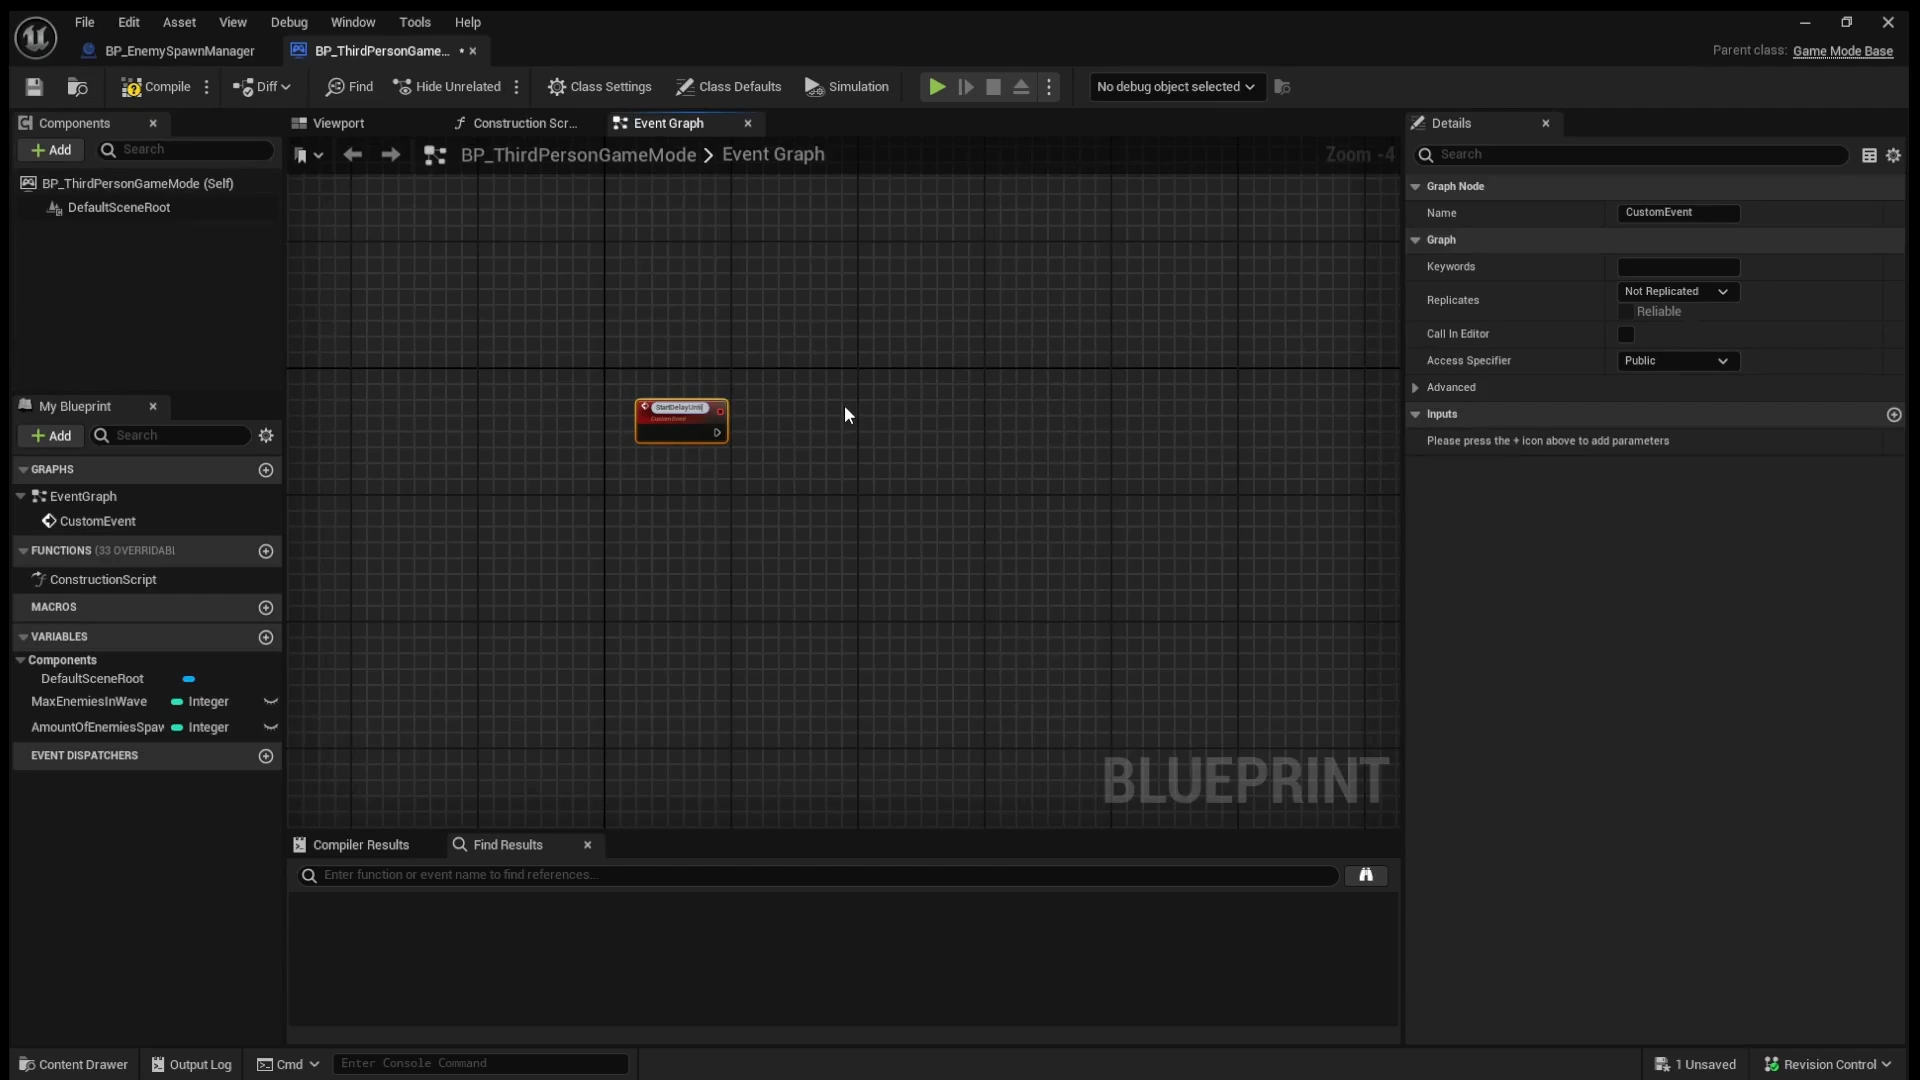 File Edit Asset View Debug Window Tools Help
BP_EnemySpawnManager BP_ThirdPersonGame... • Parent class: Game Mode Base
Compile Diff Find Hide Unrelated Class Settings Class Defaults Simulation No debug object selected
Components Viewport Construction Scr... Event Graph Details
Add Search BP_ThirdPersonGameMode Event Graph Zoom -4 Search
BP_ThirdPersonGameMode (Self) Graph Node
DefaultSceneRoot Name CustomEvent
Graph
Keywords
Replicates Not Replicated
Reliable
Call In Editor
Access Specifier Public
Advanced
My Blueprint StartDelayUnti Inputs
Custom Event
Add Search Please press the + icon above to add parameters
GRAPHS
EventGraph
CustomEvent
FUNCTIONS (33 OVERRIDABL
ConstructionScript
MACROS
VARIABLES
Components
DefaultSceneRoot
MaxEnemiesInWave Integer
AmountOfEnemiesSpaw Integer
EVENT DISPATCHERS
BLUEPRINT
Compiler Results Find Results
Enter function or event name to find references...
Content Drawer Output Log Cmd Enter Console Command 1 Unsaved Revision Control